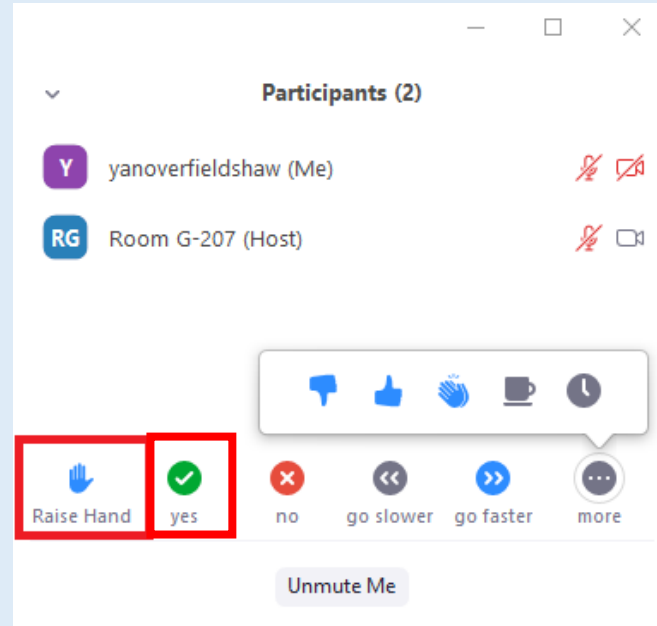 Participants (2)
Y yanoverfieldshaw (Me)
RG Room G-207 (Host)
Raise Hand yes no go slower go faster more
Unmute Me